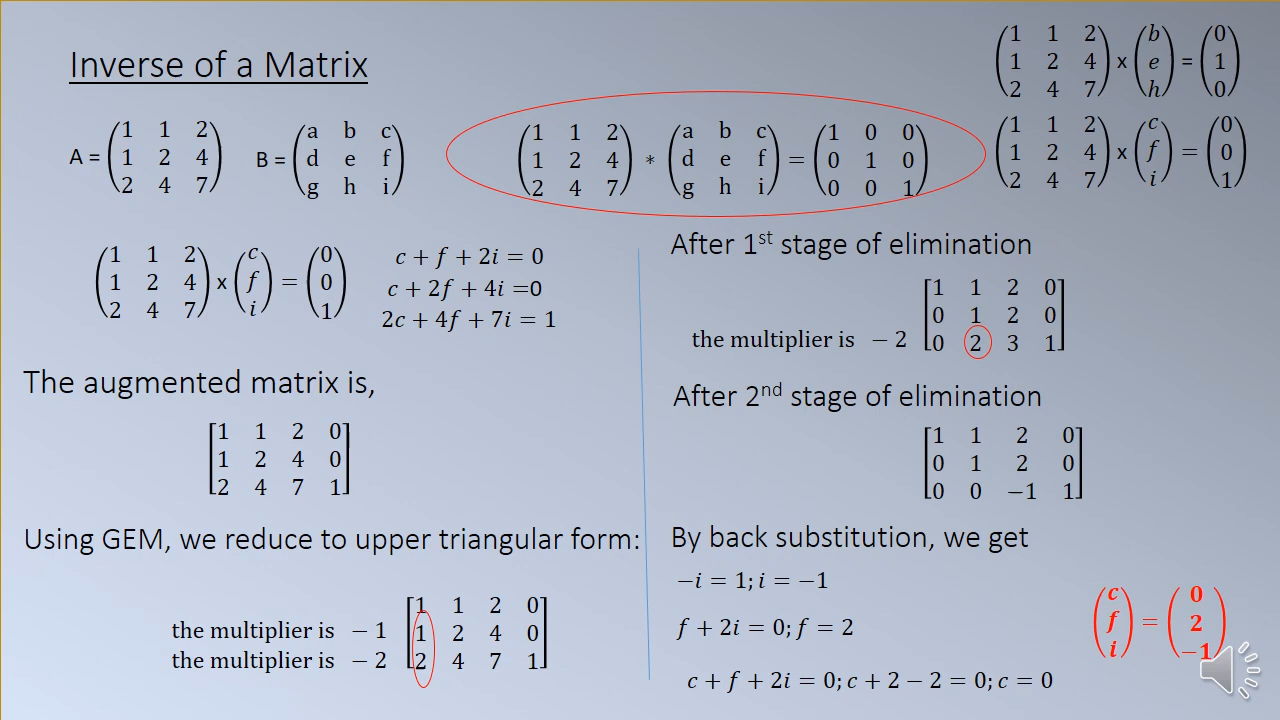 Inverse of a Matrix
A = (1 1 2
1 2 4
2 4 7)
B = (a b c
d e f
g h i)
(1 1 2
1 2 4
2 4 7) * (a b c
d e f
g h i) = (1 0 0
0 1 0
0 0 1)
(1 1 2
1 2 4
2 4 7) x (b
e
h) = (0
1
0)
(1 1 2
1 2 4
2 4 7) x (c
f
i) = (0
0
1)
(1 1 2
1 2 4
2 4 7) x (c
f
i) = (0
0
1)
c + f + 2i = 0
c + 2f + 4i =0
2c + 4f + 7i = 1
The augmented matrix is,
[1 1 2 0
1 2 4 0
2 4 7 1]
Using GEM, we reduce to upper triangular form:
[1 1 2 0
the multiplier is − 1 1 2 4 0
the multiplier is − 2 2 4 7 1]
After 1st stage of elimination
[1 1 2 0
0 1 2 0
the multiplier is − 2 0 2 3 1]
After 2nd stage of elimination
[1 1 2 0
0 1 2 0
0 0 −1 1]
By back substitution, we get
−i = 1; i = −1
f + 2i = 0; f = 2
c + f + 2i = 0; c + 2 − 2 = 0; c = 0
(c
f
i) = (0
2
−1)